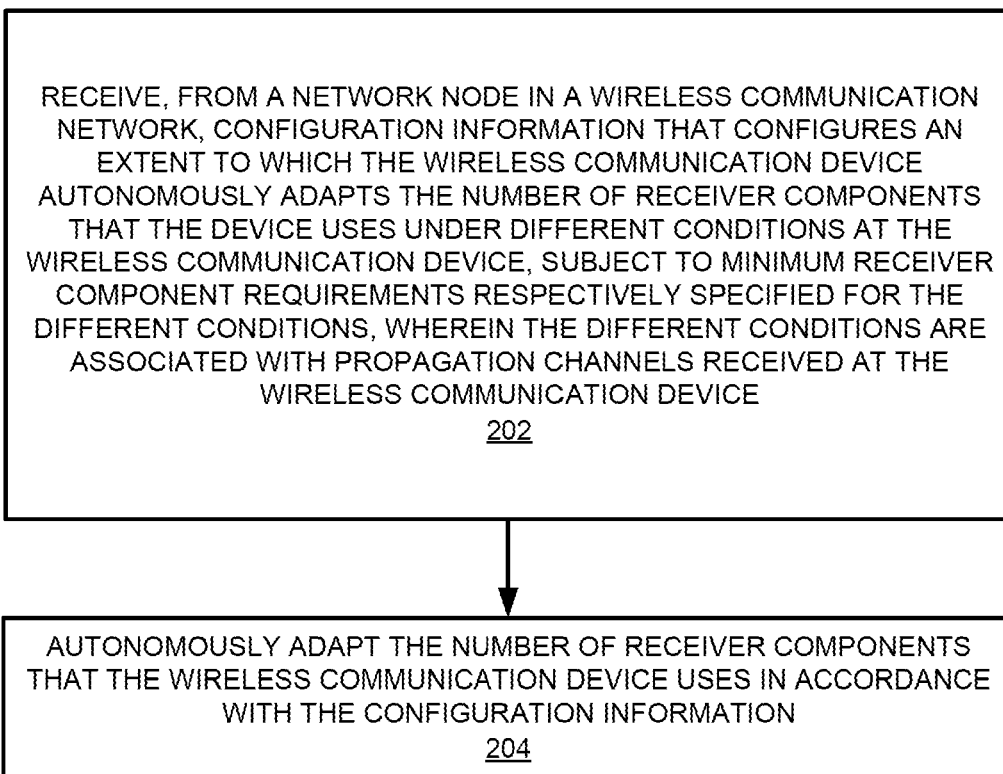 RECEIVE, FROM A NETWORK NODE IN A WIRELESS COMMUNICATION
NETWORK, CONFIGURATION INFORMATION THAT CONFIGURES AN
EXTENT TO WHICH THE WIRELESS COMMUNICATION DEVICE
AUTONOMOUSLY ADAPTS THE NUMBER OF RECEIVER COMPONENTS
THAT THE DEVICE USES UNDER DIFFERENT CONDITIONS AT THE
WIRELESS COMMUNICATION DEVICE, SUBJECT TO MINIMUM RECEIVER
COMPONENT REQUIREMENTS RESPECTIVELY SPECIFIED FOR THE
DIFFERENT CONDITIONS, WHEREIN THE DIFFERENT CONDITIONS ARE
ASSOCIATED WITH PROPAGATION CHANNELS RECEIVED AT THE
WIRELESS COMMUNICATION DEVICE
202
AUTONOMOUSLY ADAPT THE NUMBER OF RECEIVER COMPONENTS
THAT THE WIRELESS COMMUNICATION DEVICE USES IN ACCORDANCE
WITH THE CONFIGURATION INFORMATION
204